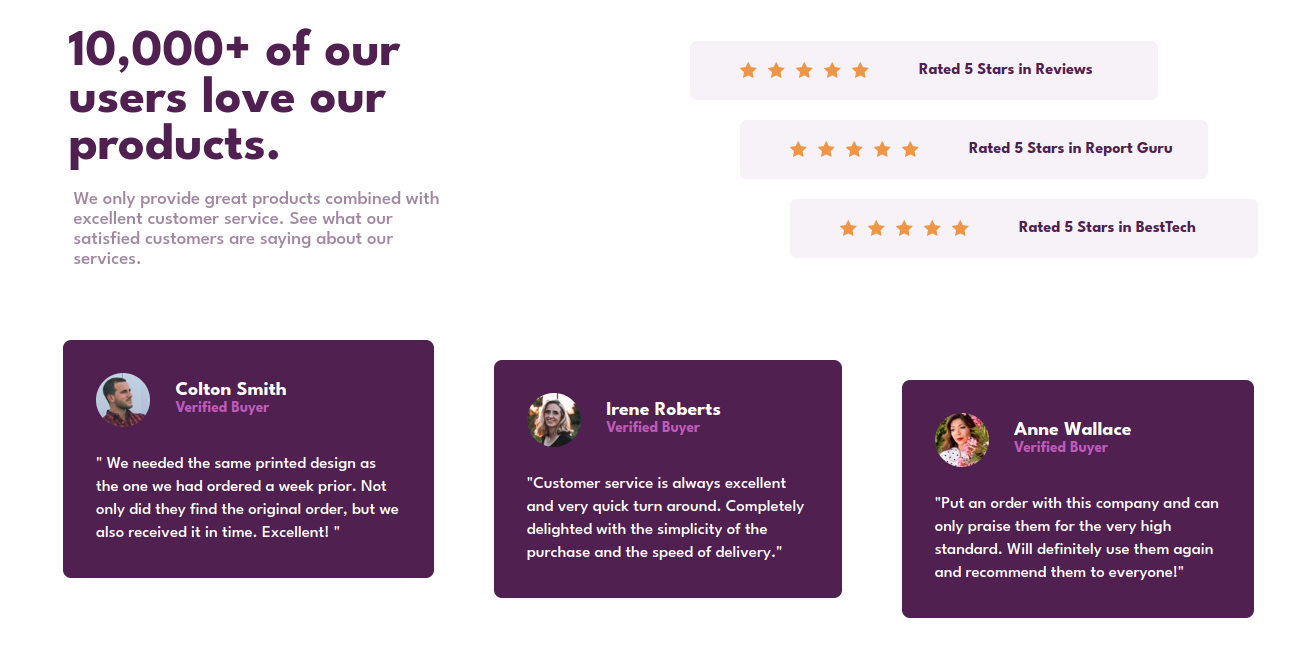 10,000+ of our
users love our
products.
We only provide great products combined with
excellent customer service. See what our
satisfied customers are saying about our
services.
Rated 5 Stars in Reviews
Rated 5 Stars in Report Guru
Rated 5 Stars in BestTech
Colton Smith
Verified Buyer
" We needed the same printed design as
the one we had ordered a week prior. Not
only did they find the original order, but we
also received it in time. Excellent! "
Irene Roberts
Verified Buyer
"Customer service is always excellent
and very quick turn around. Completely
delighted with the simplicity of the
purchase and the speed of delivery."
Anne Wallace
Verified Buyer
"Put an order with this company and can
only praise them for the very high
standard. Will definitely use them again
and recommend them to everyone!"